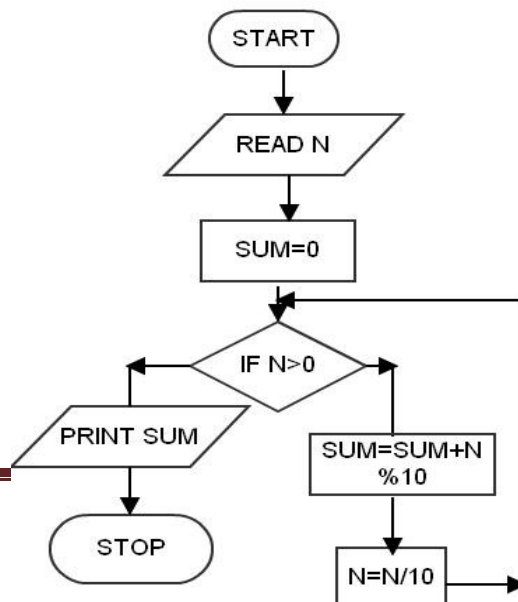 START
READ N
SUM=0
IF N>0
PRINT SUM
SUM=SUM+N
%10
STOP
N=N/10